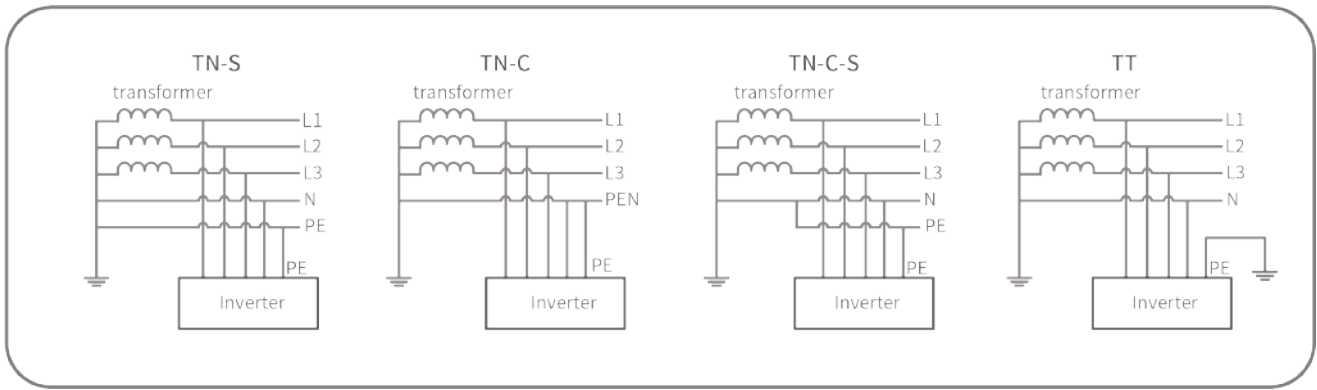 TN-S
transformer
L1
L2
L3
N
PE
PE
Inverter
TN-C
transformer
L1
L2
L3
PEN
PE
Inverter
TN-C-S
transformer
L1
L2
L3
N
PE
PE
Inverter
TT
transformer
L1
L2
L3
N
PE
Inverter